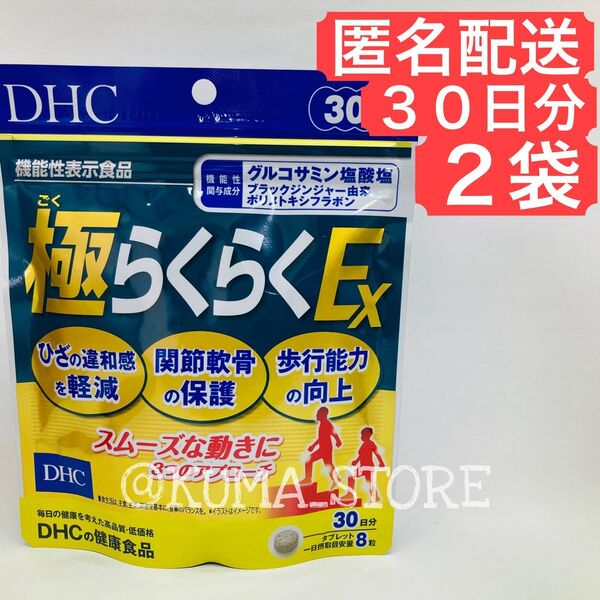 匿名配送
30日分
2袋
DHC
30
機能性表示食品
機能性
関与成分
グルコサミン塩酸塩
ブラックジンジャー由来
ポリメトキシフラボン
ごく
極らくらくEx
ひざの違和感
を軽減
関節軟骨
の保護
歩行能力
の向上
スムーズな動きに
3つのアプローチ
DHC
@KUMA_STORE
毎日の健康を考えた高品質・低価格
DHCの健康食品
30日分
タブレット
一日摂取目安量 8粒